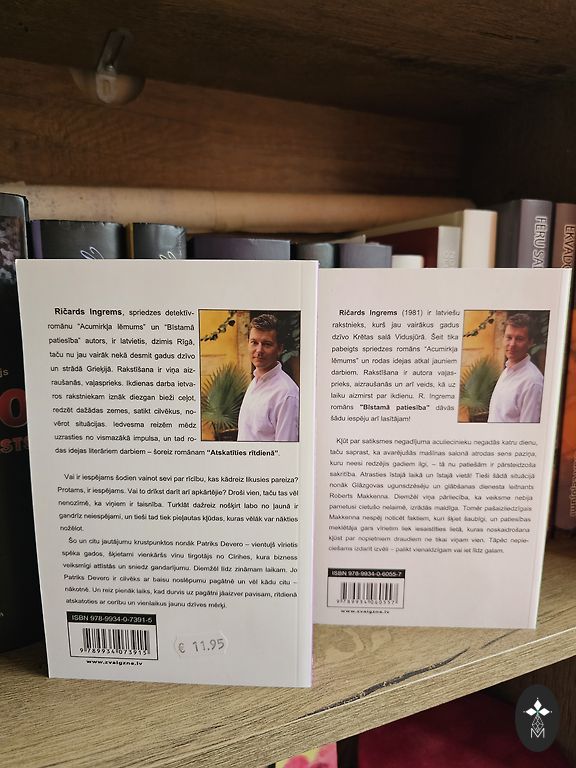 Ričards Ingrems, spriedzes detektīv-
romānu "Acumirkļa lēmums" un "Bīstamā
patiesība" autors, ir latvietis, dzimis Rīgā,
taču nu jau vairāk nekā desmit gadus dzīvo
un strādā Grieķijā. Rakstīšana ir viņa aiz-
raušanās, vaļasprieks. Ikdienas darba ietva-
ros rakstniekam iznāk diezgan bieži ceļot,
redzēt dažādas zemes, satikt cilvēkus, no-
vērot situācijas. Iedvesma reizēm mēdz
uzrasties no vismazākā impulsa, un tad ro-
das idejas literāriem darbiem – šoreiz romānam "Atskatīties rītdienā".
Vai ir iespējams šodien vainot sevi par rīcību, kas kādreiz likusies pareiza?
Protams, ir iespējams. Vai to drīkst darīt arī apkārtējie? Droši vien, taču tas vēl
nenozīmē, ka viņiem ir taisnība. Turklāt dažreiz nošķirt labo no ļaunā ir
gandrīz neiespējami, un tieši tad tiek pieļautas kļūdas, kuras vēlāk var nākties
nožēlot.
Šo un citu jautājumu krustpunktos nonāk Patriks Devero – vientuļš vīrietis
spēka gados, šķietami vienkāršs vīnu tirgotājs no Cīrihes, kura bizness
veiksmīgi attīstās un sniedz gandarījumu. Diemžēl līdz zināmam laikam. Jo
Patriks Devero ir cilvēks ar baisu noslēpumu pagātnē un vēl kādu citu –
nākotnē. Un reiz pienāk laiks, kad durvis uz pagātni jāaizver pavisam, rītdienā
atskatoties ar cerību un vienlaikus jaunu dzīves mērķi.
ISBN 978-9934-0-7391-5
9 789934 073915
www.zvaigzne.lv
€ 11.95
Ričards Ingrems (1981) ir latviešu
rakstnieks, kurš jau vairākus gadus
dzīvo Krētas salā Vidusjūrā. Šeit tika
pabeigts spriedzes romāns "Acumirkļa
lēmums" un rodas idejas atkal jauniem
darbiem. Rakstīšana ir autora vaļas-
prieks, aizraušanās un arī veids, kā uz
laiku aizmirst par ikdienu. R. Ingrema
romāns "Bīstamā patiesība" dāvās
šādu iespēju arī lasītājam!
Kļūt par satiksmes negadījuma aculiecinieku negadās katru dienu,
taču saprast, ka avarējušās mašīnas salonā atrodas sens paziņa,
kuru neesi redzējis gadiem ilgi, – tā nu patiešām ir pārsteidzoša
sakritība. Atrasties īstajā laikā un īstajā vietā! Tieši šādā situācijā
nonāk Glāzgovas ugunsdzēsēju un glābšanas dienesta leitnants
Roberts Makkenna. Diemžēl viņa pārliecība, ka veiksme nebija
pametusi cietušo nelaimē, izrādās maldīga. Tomēr pašaizliedzīgais
Makkenna nespēj noticēt faktiem, kuri šķiet šaubīgi, un patiesības
meklētāja gars vīrietim liek iesaistīties lietā, kuras noskaidrošana
kļūst par nopietniem draudiem ne tikai viņam vien. Tāpēc nepie-
ciešams izdarīt izvēli – palikt vienaldzīgam vai iet līdz galam.
ISBN 978-9934-0-6055-7
9 789934 060557
www.zvaigzne.lv
FĒRU SA
M